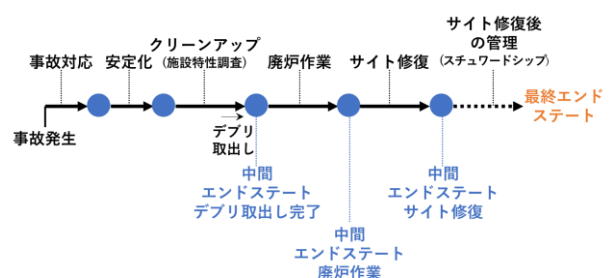 事故対応
安定化
クリーンアップ
（施設特性調査）
廃炉作業
サイト修復
サイト修復後
の管理
（スチュワードシップ）
事故発生
デブリ
取出し
最終エンド
ステート
中間
エンドステート
デブリ取出し完了
中間
エンドステート
廃炉作業
中間
エンドステート
サイト修復